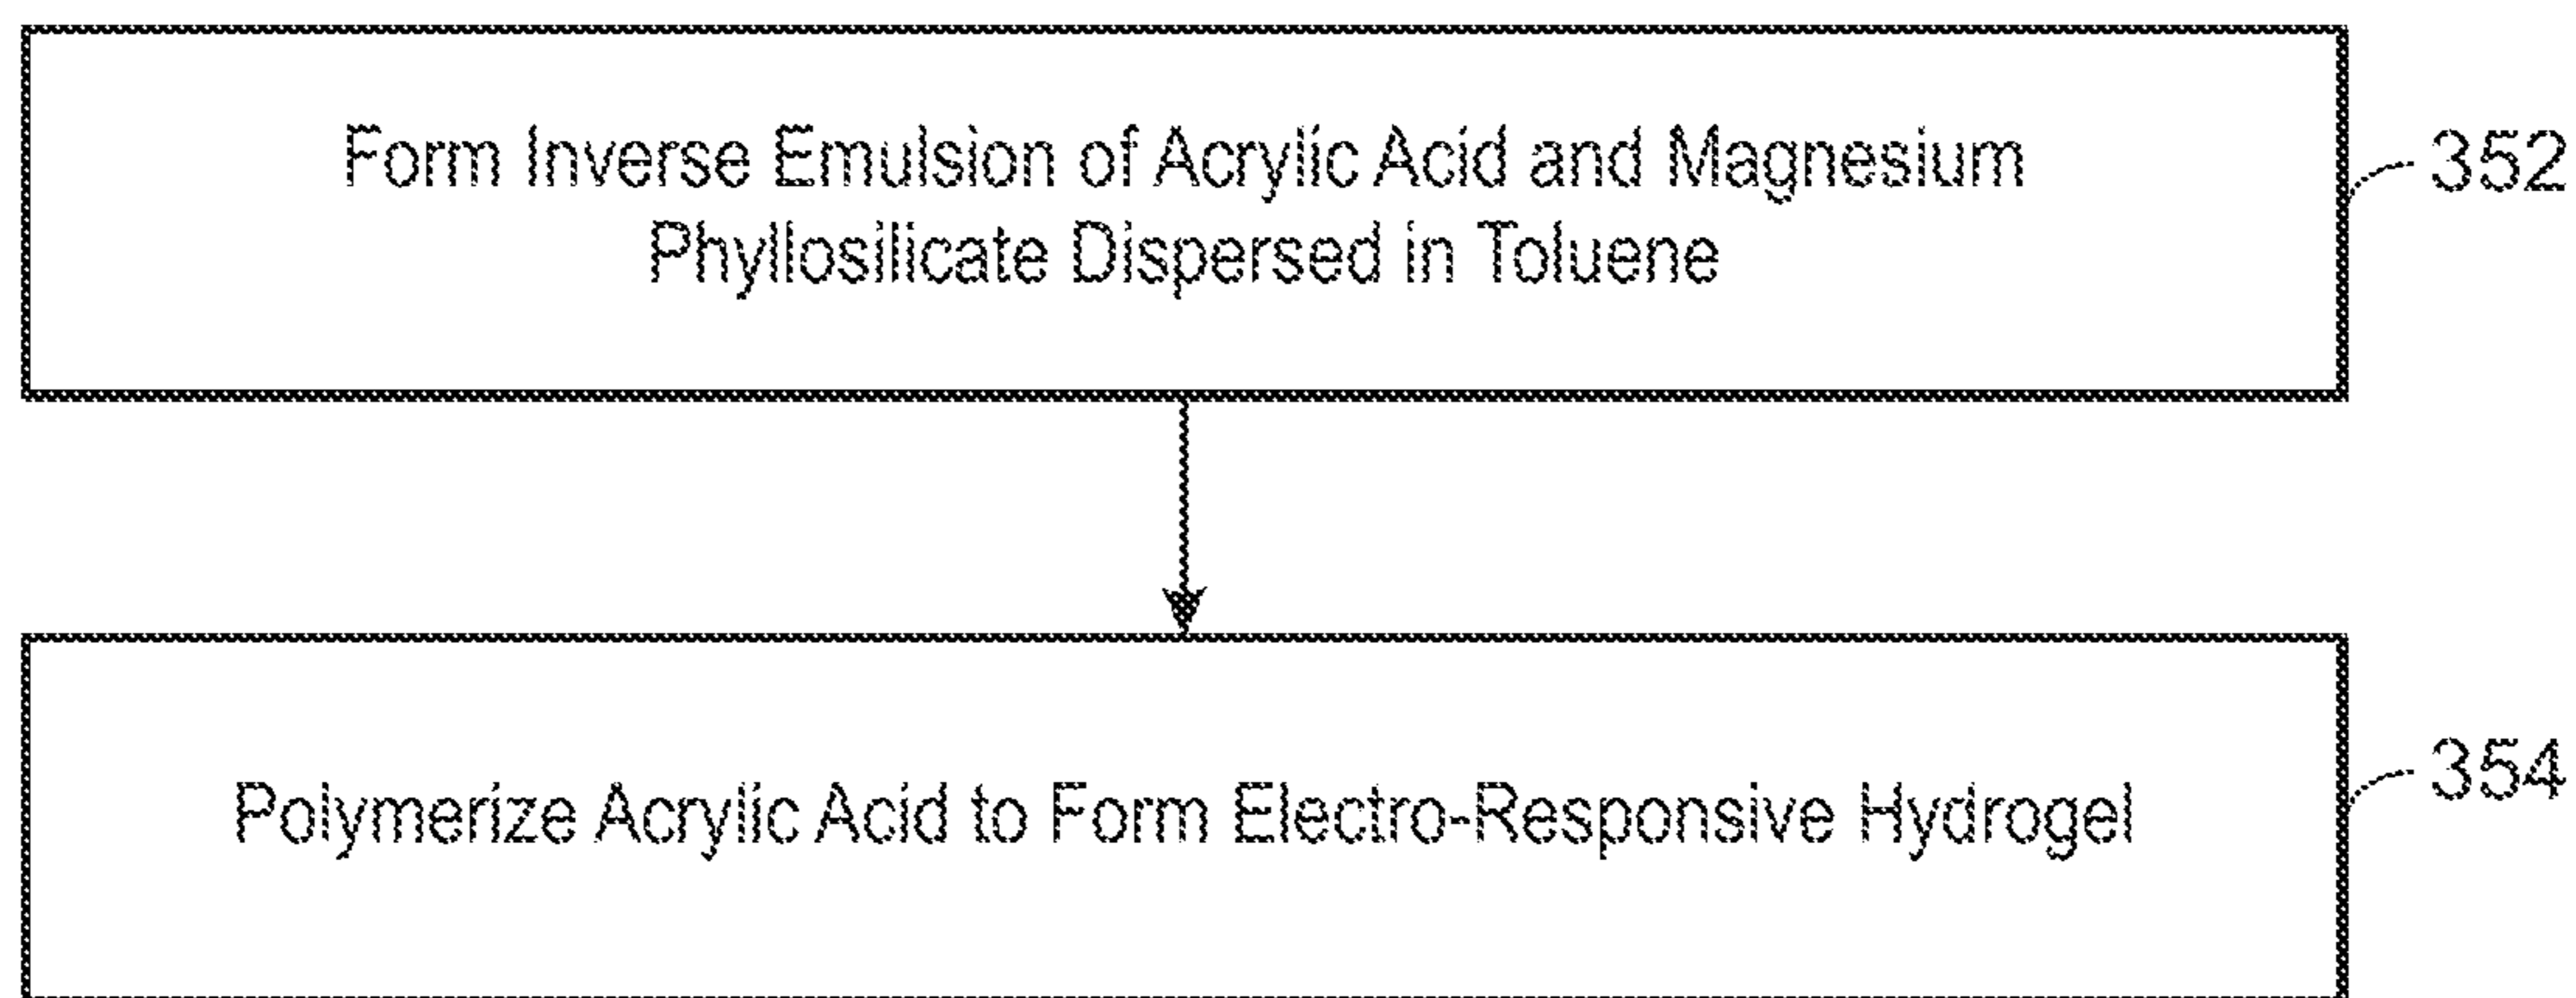 Form Inverse Emulsion of Acrylic Acid and Magnesium
Phyllosilicate Dispersed in Toluene
352
Polymerize Acrylic Acid to Form Electro-Responsive Hydrogel
354